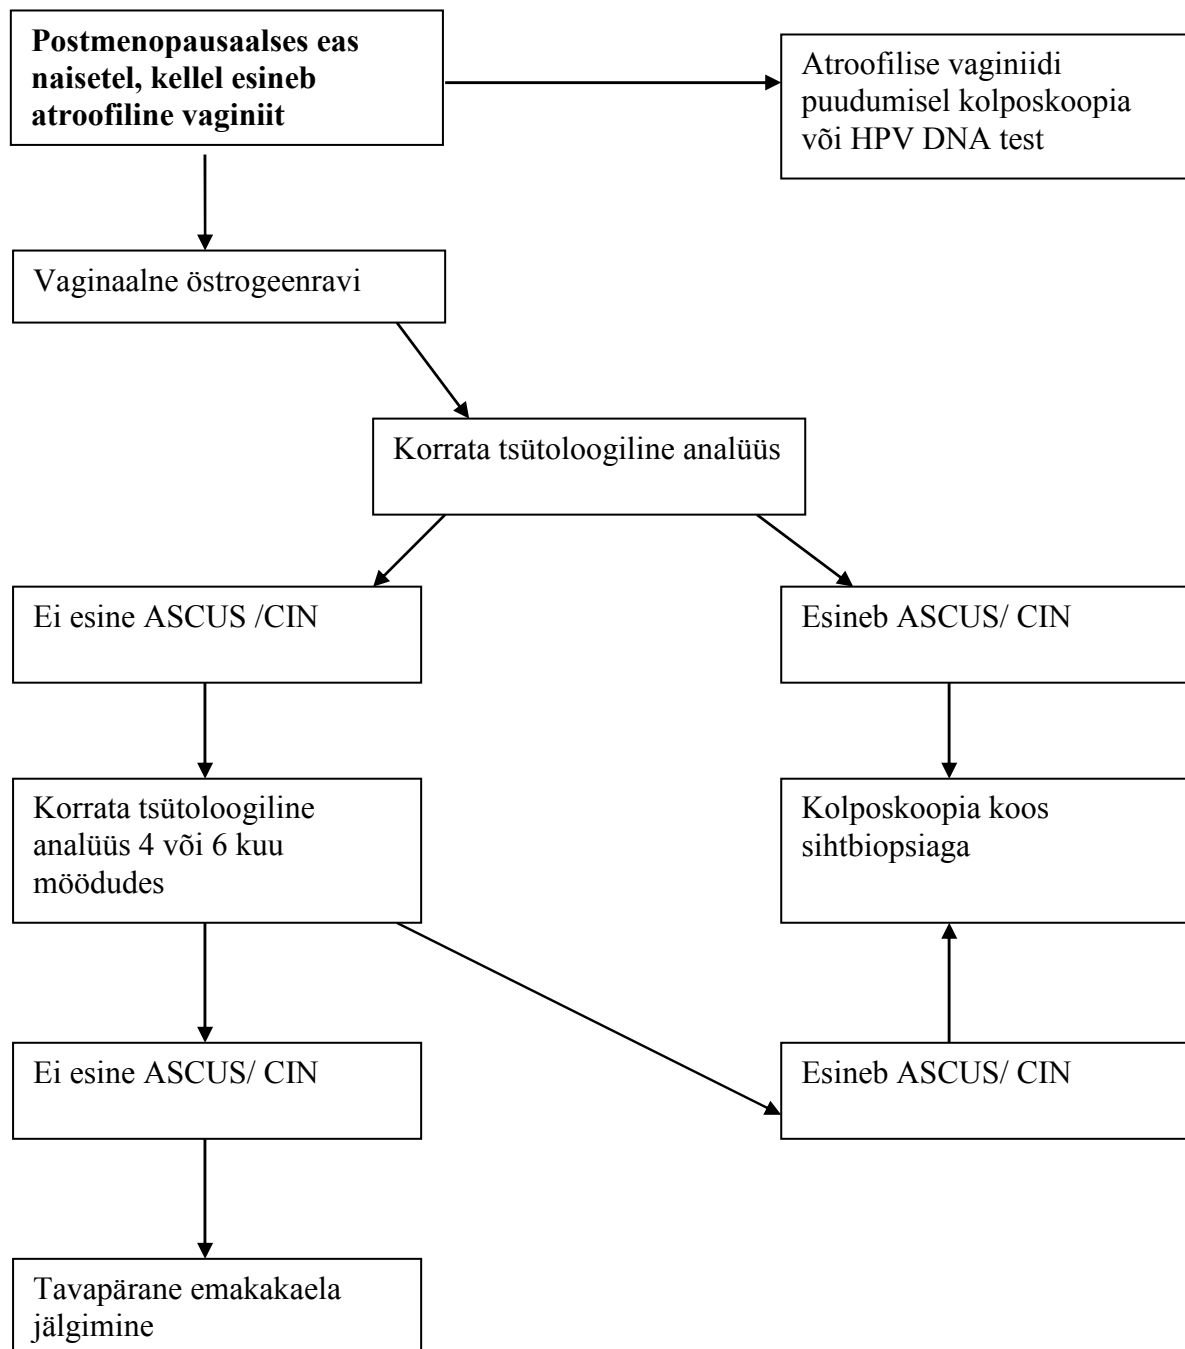 Postmenopausaalses eas
naisetel, kellel esineb
atroofiline vaginiit
Atroofilise vaginiidi
puudumisel kolposkoopia
või HPV DNA test
Vaginaalne östrogeenravi
Korrata tsütoloogiline analüüs
Ei esine ASCUS /CIN
Esineb ASCUS/ CIN
Korrata tsütoloogiline
analüüs 4 või 6 kuu
möödudes
Kolposkoopia koos
sihtbiopsiaga
Ei esine ASCUS/ CIN
Esineb ASCUS/ CIN
Tavapärane emakakaela
jälgimine